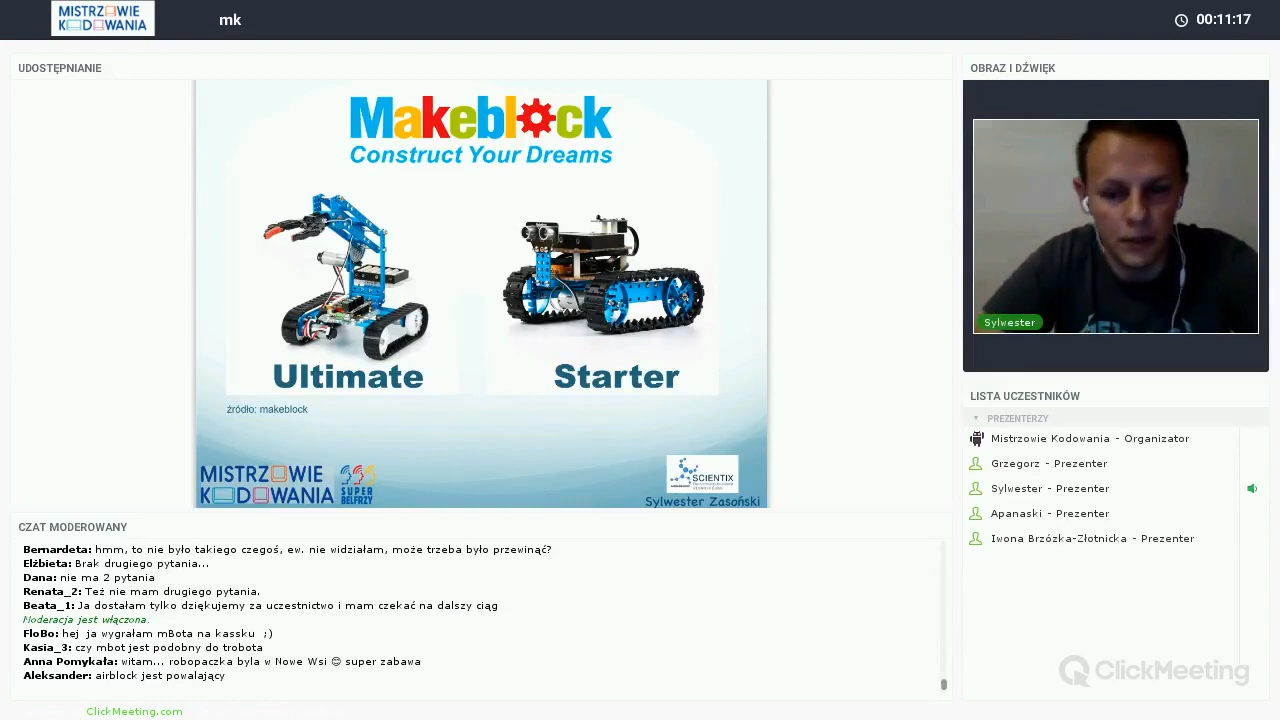 MISTRZOWIE
KODOWANIA
mk
00:11:17
UDOSTĘPNIANIE
Makeblock
Construct Your Dreams
Ultimate
Starter
źródło: makeblock
MISTRZOWIE
KODOWANIA
SUPER
BELFRZY
SCIENTIX
Sylwester Zasoński
OBRAZ I DŹWIĘK
Sylwester
LISTA UCZESTNIKÓW
PREZENTERZY
Mistrzowie Kodowania - Organizator
Grzegorz - Prezenter
Sylwester - Prezenter
Apanaski - Prezenter
Iwona Brzózka-Złotnicka - Prezenter
ClickMeeting
CZAT MODEROWANY
Bernardeta: hmm, to nie było takiego czegoś, ew. nie widziałam, może trzeba było przewinąć?
Elżbieta: Brak drugiego pytania...
Dana: nie ma 2 pytania
Renata_2: Też nie mam drugiego pytania.
Beata_1: Ja dostałam tylko dziękujemy za uczestnictwo i mam czekać na dalszy ciąg
Moderacja jest włączona.
FloBo: hej ja wygrałam mBota na kassku ;)
Kasia_3: czy mbot jest podobny do trobota
Anna Pomykała: witam... robopaczka byla w Nowe Wsi 😊 super zabawa
Aleksander: airblock jest powalający
ClickMeeting.com